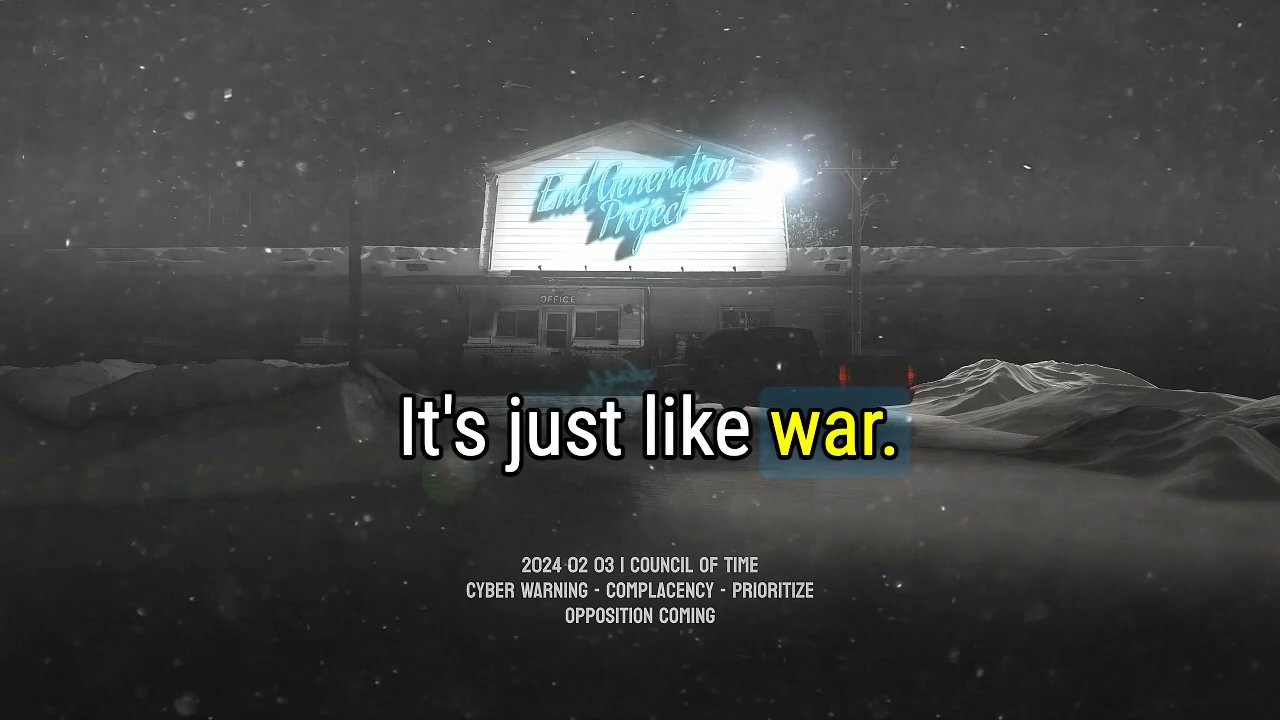 End Generation
Project
OFFICE
It's just like war.
2024 02 03 | COUNCIL OF TIME
CYBER WARNING - COMPLACENCY - PRIORITIZE
OPPOSITION COMING